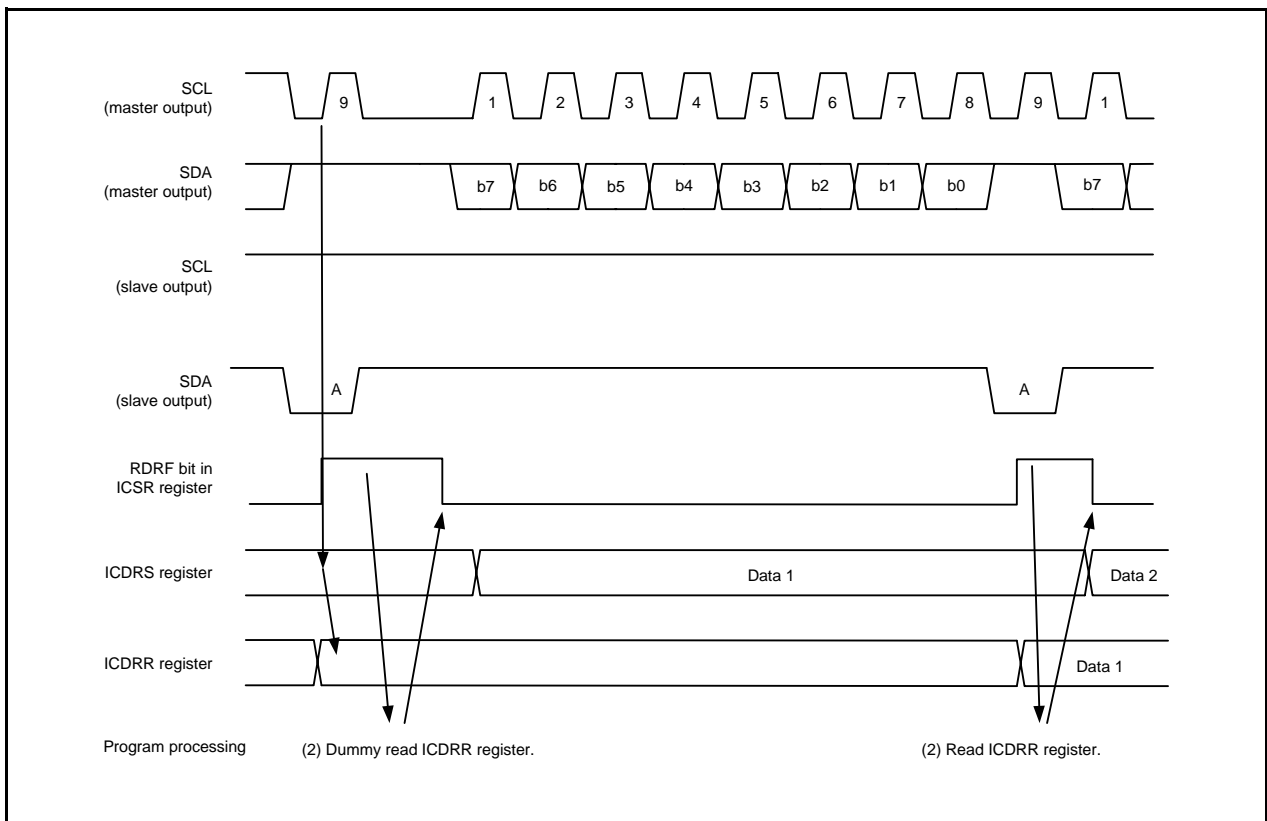 SCL
(master output)
9 1 2 3 4 5 6 7 8 9 1
SDA
(master output)
b7 b6 b5 b4 b3 b2 b1 b0 b7
SCL
(slave output)
SDA
(slave output)
A A
RDRF bit in
ICSR register
ICDRS register
Data 1 Data 2
ICDRR register
Data 1
Program processing
(2) Dummy read ICDRR register. (2) Read ICDRR register.